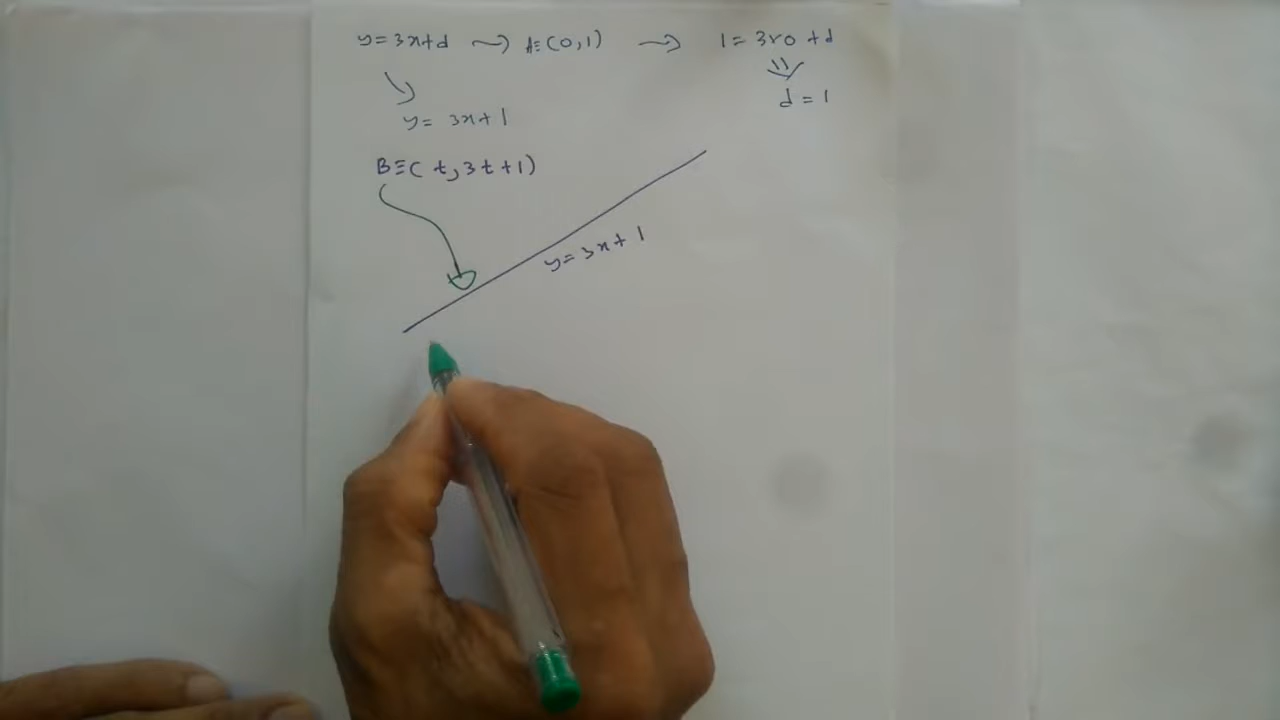 y=3x+d → A≡(0,1) → 1=3×0+d
⇓
d=1
y=3x+1
B≡(t,3t+1)
y=3x+1